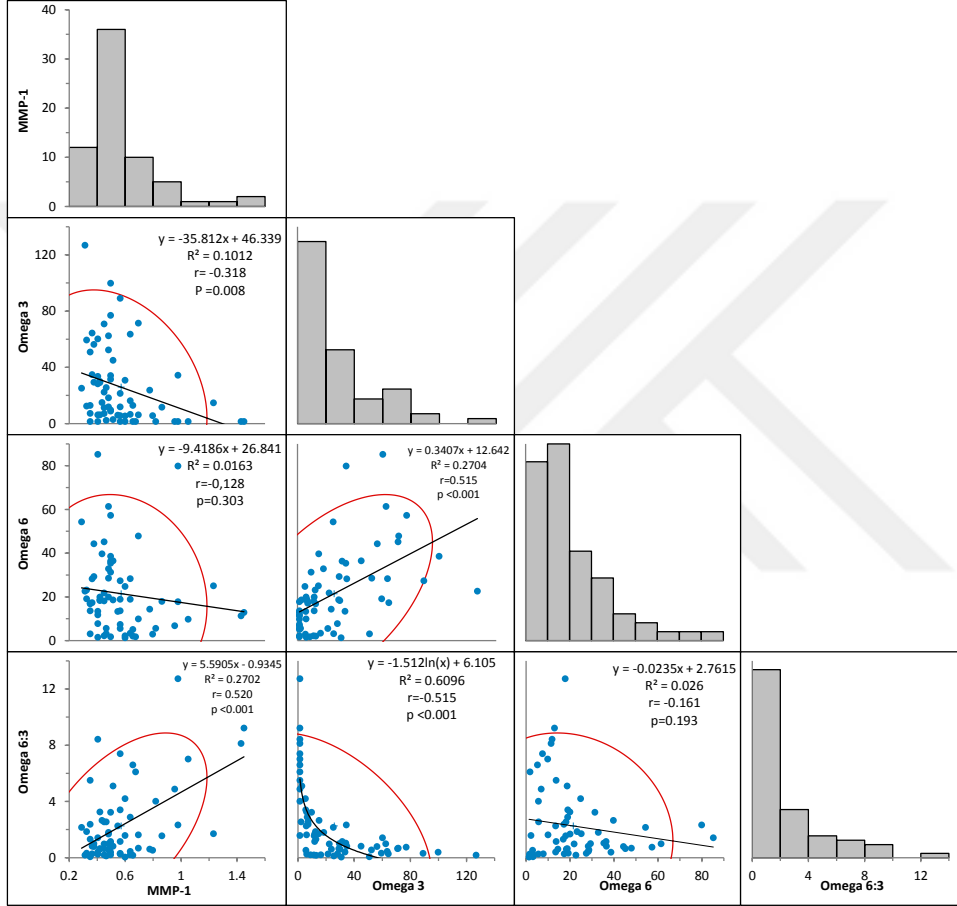 40
30
20
10
0
MMP-1
y = -35.812x + 46.339
R² = 0.1012
r= -0.318
P =0.008
120
80
40
0
Omega 3
y = -9.4186x + 26.841
R² = 0.0163
r=-0,128
p=0.303
80
60
40
20
0
Omega 6
y = 0.3407x + 12.642
R² = 0.2704
r=0.515
p <0.001
y = 5.5905x - 0.9345
R² = 0.2702
r= 0.520
p <0.001
12
8
4
0
Omega 6:3
y = -1.512ln(x) + 6.105
R² = 0.6096
r=-0.515
p <0.001
y = -0.0235x + 2.7615
R² = 0.026
r= -0.161
p=0.193
0.2 0.6 1 1.4
MMP-1
0 40 80 120
Omega 3
0 20 40 60 80
Omega 6
0 4 8 12
Omega 6:3